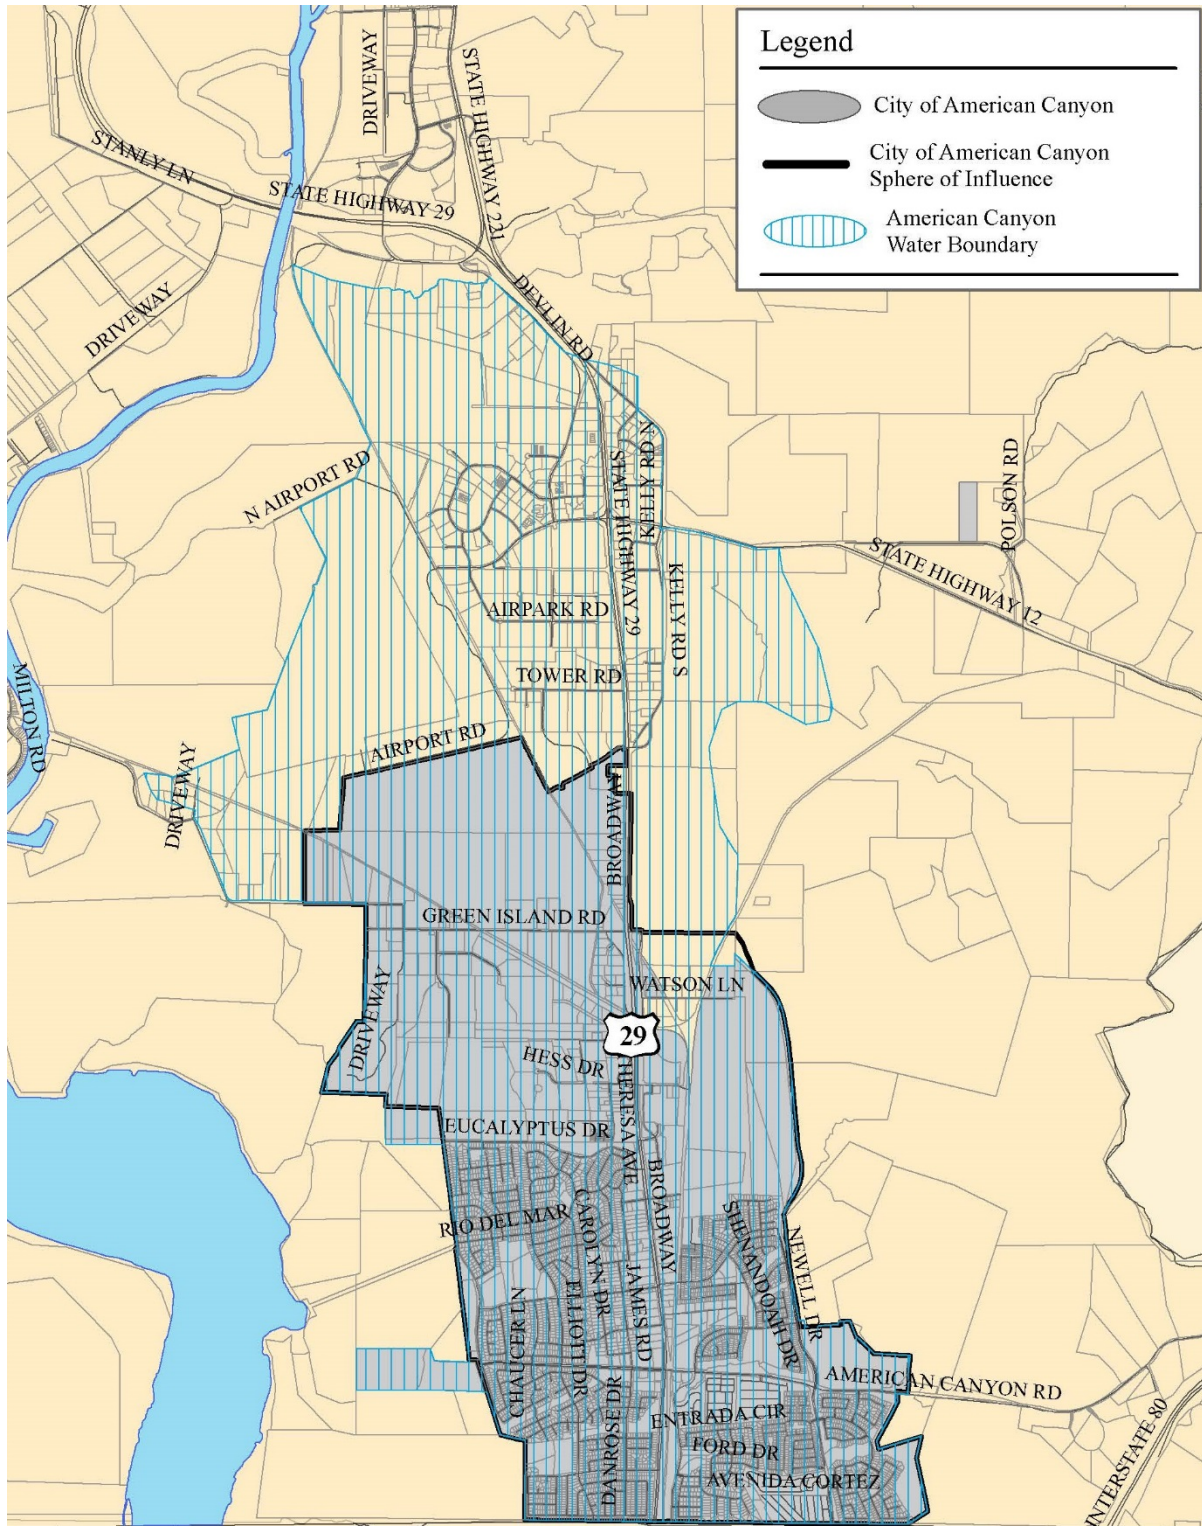 Legend
City of American Canyon
City of American Canyon
Sphere of Influence
American Canyon
Water Boundary
DRIVEWAY
STATE HIGHWAY 221
STANLY LN
STATE HIGHWAY 29
DRIVEWAY
DEVLIN RD
N AIRPORT RD
KELLY RD N
STATE HIGHWAY 29
POLSON RD
STATE HIGHWAY 12
KELLY RD S
AIRPARK RD
TOWER RD
MILTON RD
AIRPORT RD
DRIVEWAY
BROADWAY
GREEN ISLAND RD
WATSON LN
DRIVEWAY
29
HESS DR
THERESA AVE
EUCALYPTUS DR
BROADWAY
RIO DEL MAR
CAROLYN DR
SHENANDOAH DR
NEWELL DR
JAMES RD
CHAUCER LN
ELLIOTT DR
AMERICAN CANYON RD
DANROSE DR
ENTRADA CIR
FORD DR
AVENIDA CORTEZ
INTERSTATE 80